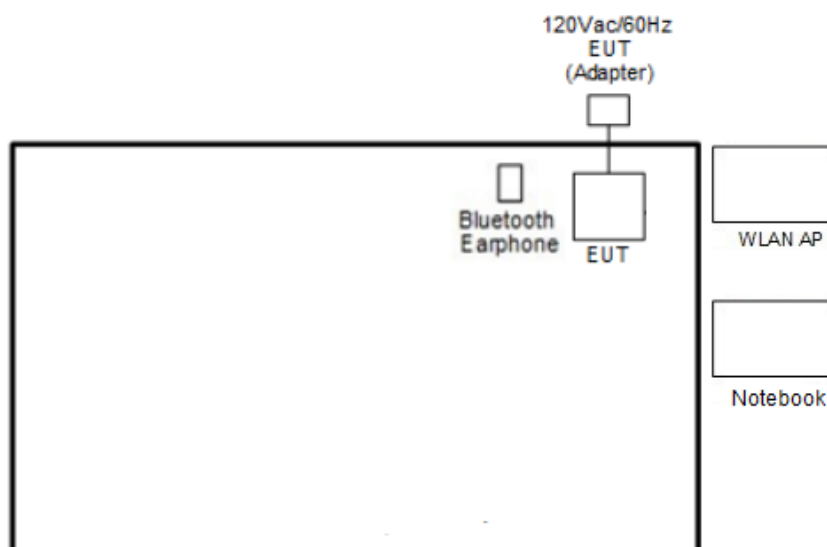 120Vac/60Hz
EUT
(Adapter)
Bluetooth
Earphone
EUT
WLAN AP
Notebook